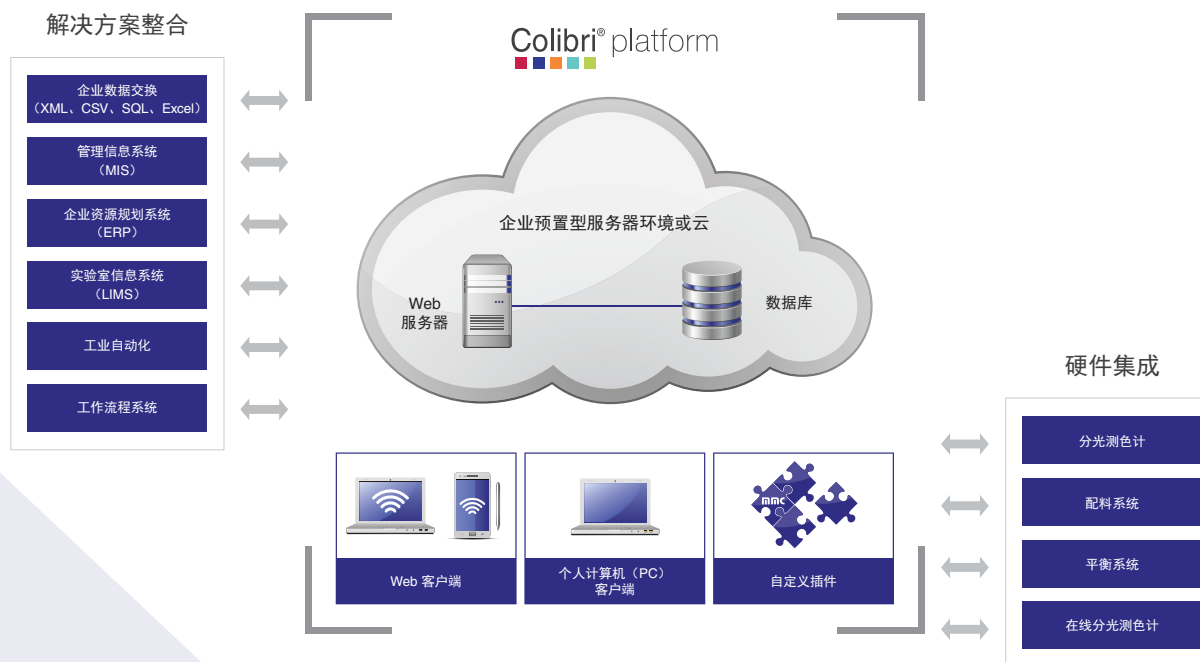 解决方案整合
企业数据交换
（XML、CSV、SQL、Excel）
管理信息系统
（MIS）
企业资源规划系统
（ERP）
实验室信息系统
（LIMS）
工业自动化
工作流程系统
Colibri® platform
企业预置型服务器环境或云
Web
服务器
数据库
Web 客户端
个人计算机（PC）
客户端
mmc
自定义插件
硬件集成
分光测色计
配料系统
平衡系统
在线分光测色计